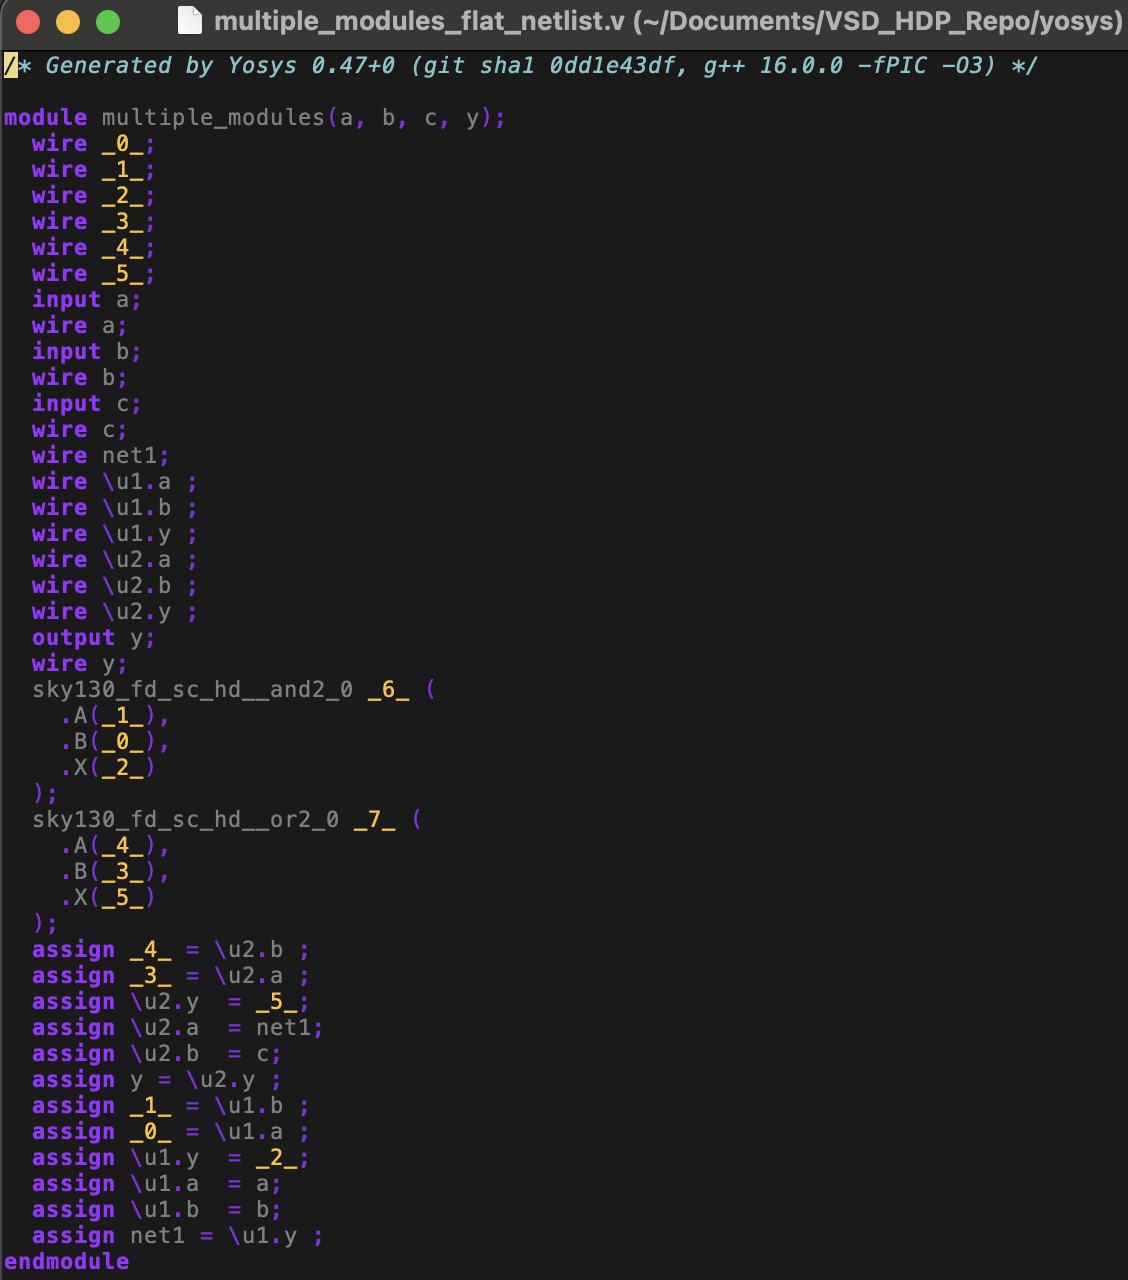 multiple_modules_flat_netlist.v (~/Documents/VSD_HDP_Repo/yosys)
/* Generated by Yosys 0.47+0 (git sha1 0dd1e43df, g++ 16.0.0 -fPIC -O3) */
module multiple_modules(a, b, c, y);
  wire _0_;
  wire _1_;
  wire _2_;
  wire _3_;
  wire _4_;
  wire _5_;
  input a;
  wire a;
  input b;
  wire b;
  input c;
  wire c;
  wire net1;
  wire \u1.a ;
  wire \u1.b ;
  wire \u1.y ;
  wire \u2.a ;
  wire \u2.b ;
  wire \u2.y ;
  output y;
  wire y;
  sky130_fd_sc_hd__and2_0 _6_ (
    .A(_1_),
    .B(_0_),
    .X(_2_)
  );
  sky130_fd_sc_hd__or2_0 _7_ (
    .A(_4_),
    .B(_3_),
    .X(_5_)
  );
  assign _4_ = \u2.b ;
  assign _3_ = \u2.a ;
  assign \u2.y  = _5_;
  assign \u2.a  = net1;
  assign \u2.b  = c;
  assign y = \u2.y ;
  assign _1_ = \u1.b ;
  assign _0_ = \u1.a ;
  assign \u1.y  = _2_;
  assign \u1.a  = a;
  assign \u1.b  = b;
  assign net1 = \u1.y ;
endmodule